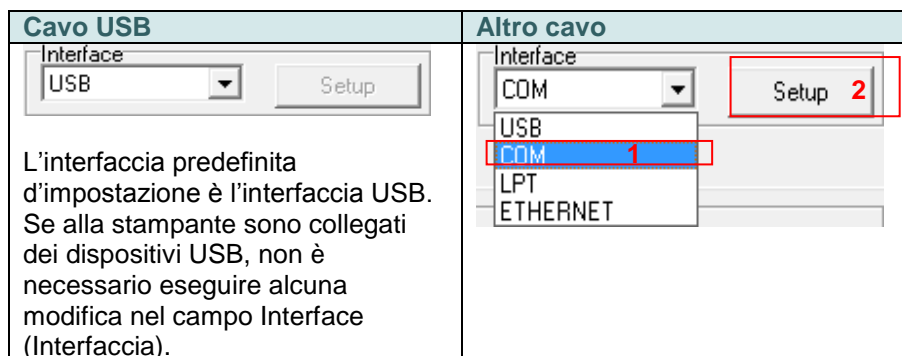 Cavo USB
Interface
USB
Setup
L'interfaccia predefinita
d'impostazione è l'interfaccia USB.
Se alla stampante sono collegati
dei dispositivi USB, non è
necessario eseguire alcuna
modifica nel campo Interface
(Interfaccia).
Altro cavo
Interface
COM
Setup 2
USB
COM 1
LPT
ETHERNET